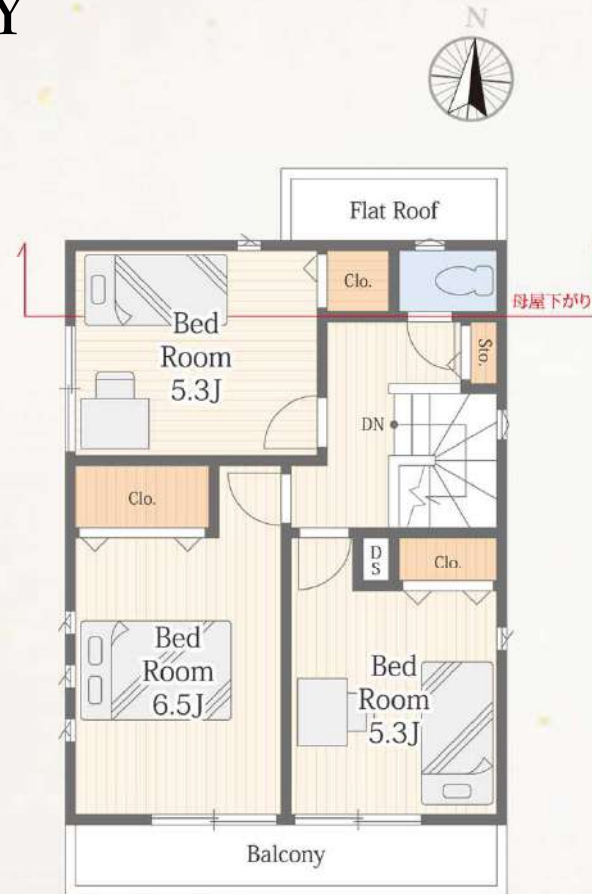 Y
N
Flat Roof
Clo.
母屋下がり
Bed
Room
5.3J
Sto.
DN
Clo.
D
S
Clo.
Bed
Room
6.5J
Bed
Room
5.3J
Balcony